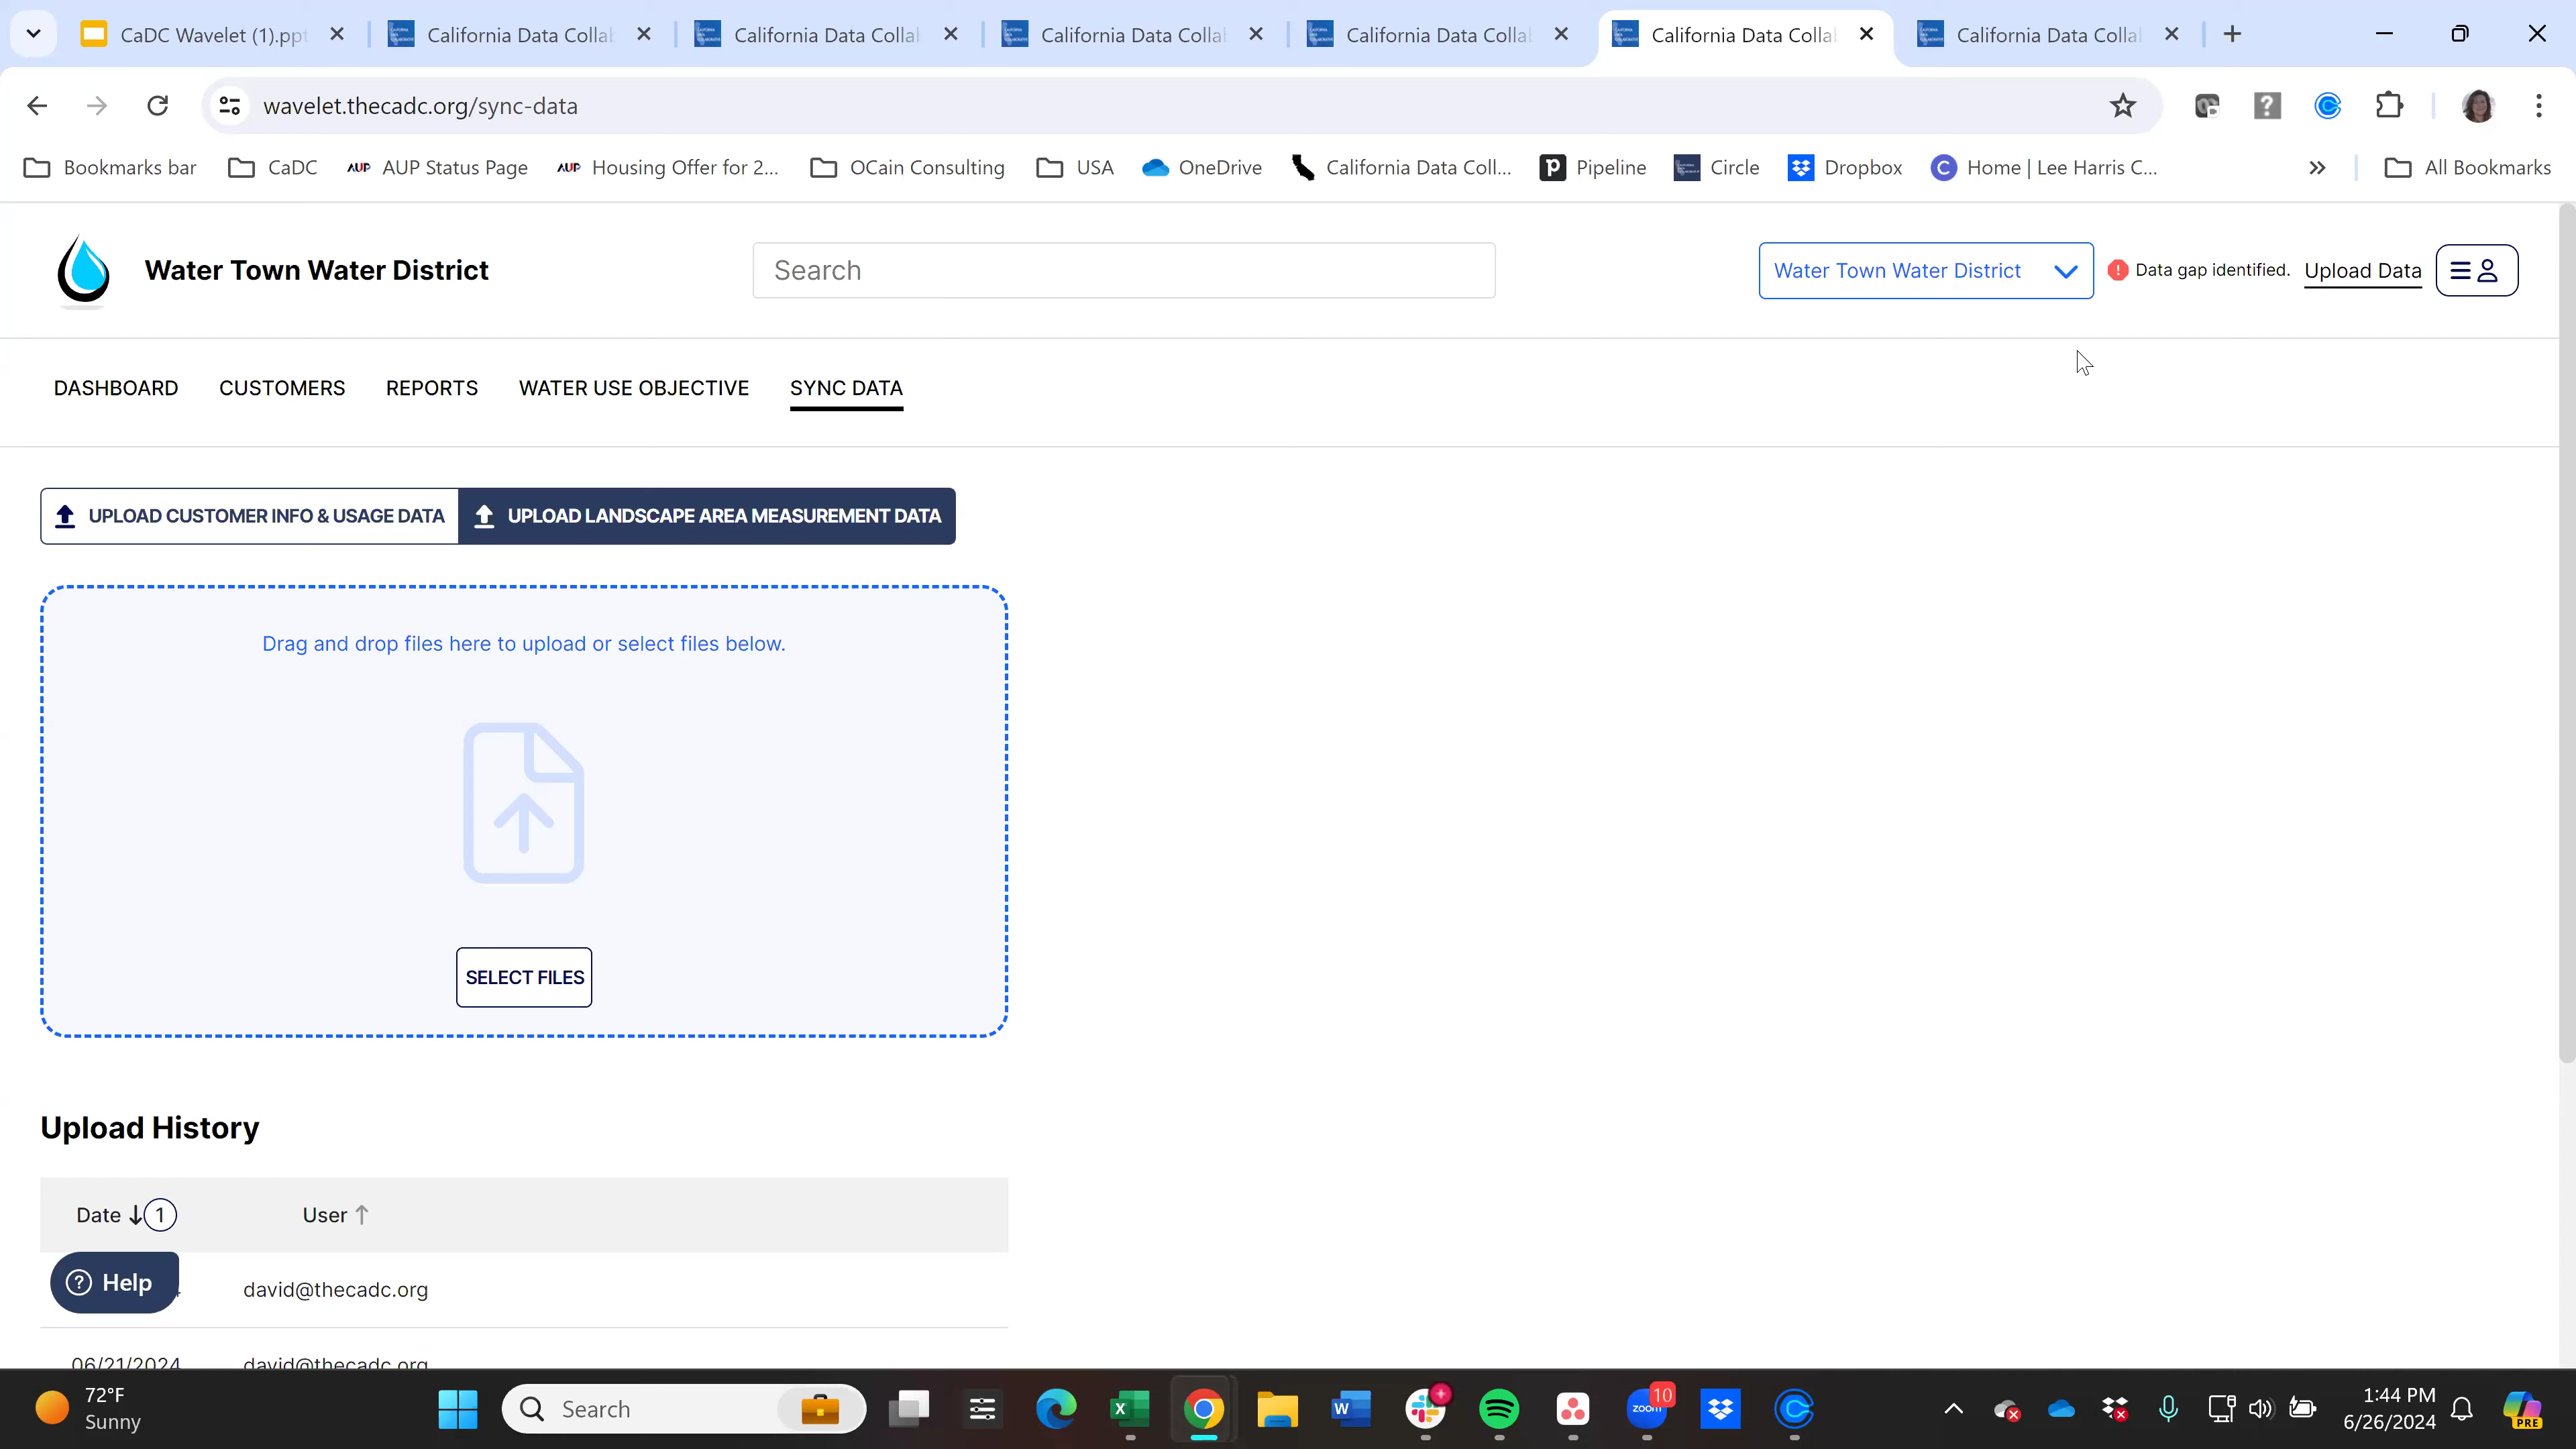 CaDC Wavelet (1).ppt
California Data Colla
California Data Colla
California Data Colla
California Data Colla
California Data Colla
California Data Colla
wavelet.thecadc.org/sync-data
Bookmarks bar
CaDC
AUP AUP Status Page
AUP Housing Offer for 2...
OCain Consulting
USA
OneDrive
California Data Coll...
Pipeline
Circle
Dropbox
C Home | Lee Harris C...
All Bookmarks
Water Town Water District
Search
Water Town Water District
Data gap identified.
Upload Data
DASHBOARD
CUSTOMERS
REPORTS
WATER USE OBJECTIVE
SYNC DATA
UPLOAD CUSTOMER INFO & USAGE DATA
UPLOAD LANDSCAPE AREA MEASUREMENT DATA
Drag and drop files here to upload or select files below.
SELECT FILES
Upload History
Date 1
User
Help
david@thecadc.org
06/21/2024
david@thecadc.org
72°F
Sunny
Search
zoom
10
PRE
1:44 PM
6/26/2024